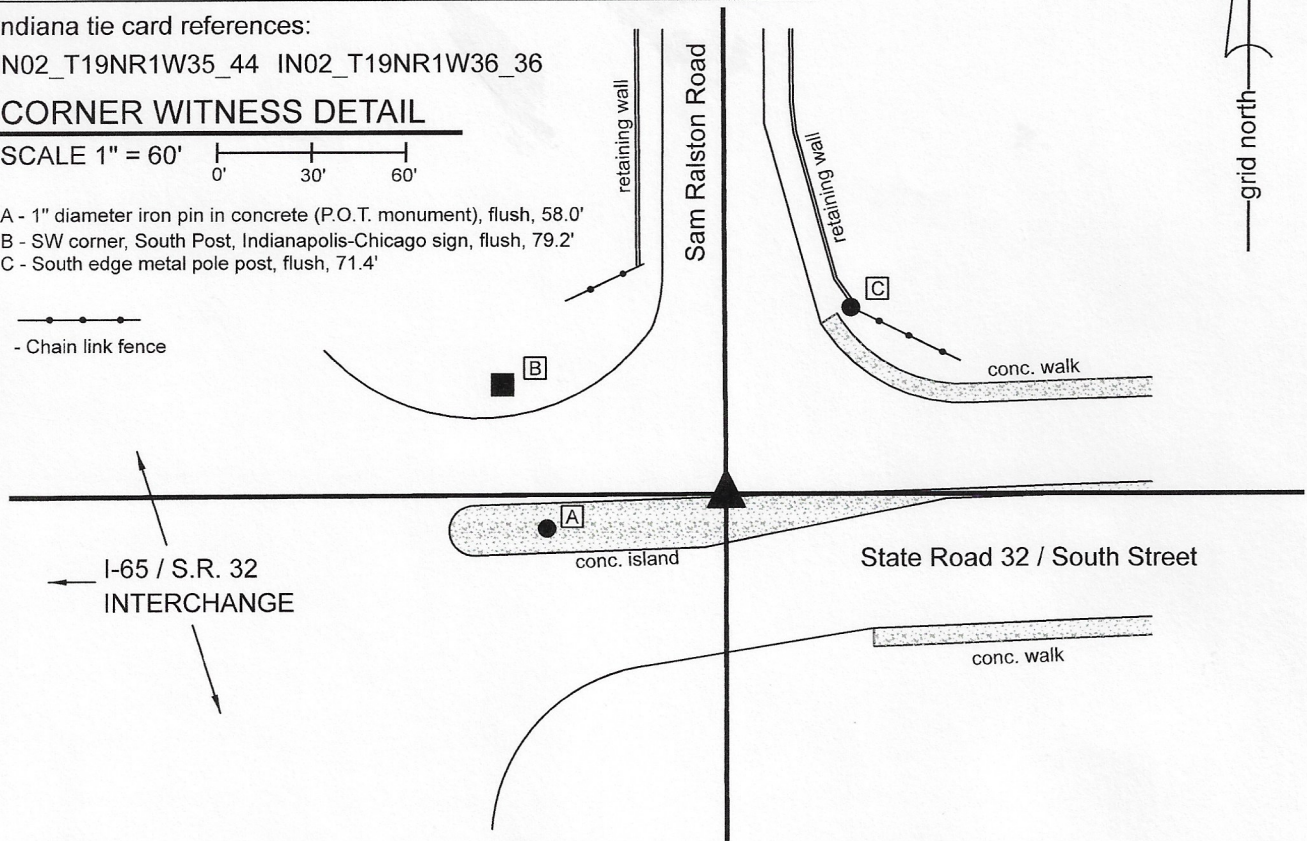 ndiana tie card references:
N02_T19NR1W35_44 IN02_T19NR1W36_36
CORNER WITNESS DETAIL
SCALE 1" = 60'
0' 30' 60'
A - 1" diameter iron pin in concrete (P.O.T. monument), flush, 58.0'
B - SW corner, South Post, Indianapolis-Chicago sign, flush, 79.2'
C - South edge metal pole post, flush, 71.4'
- Chain link fence
retaining wall
Sam Ralston Road
retaining wall
grid north
C
B
conc. walk
A
conc. island
State Road 32 / South Street
I-65 / S.R. 32
INTERCHANGE
conc. walk